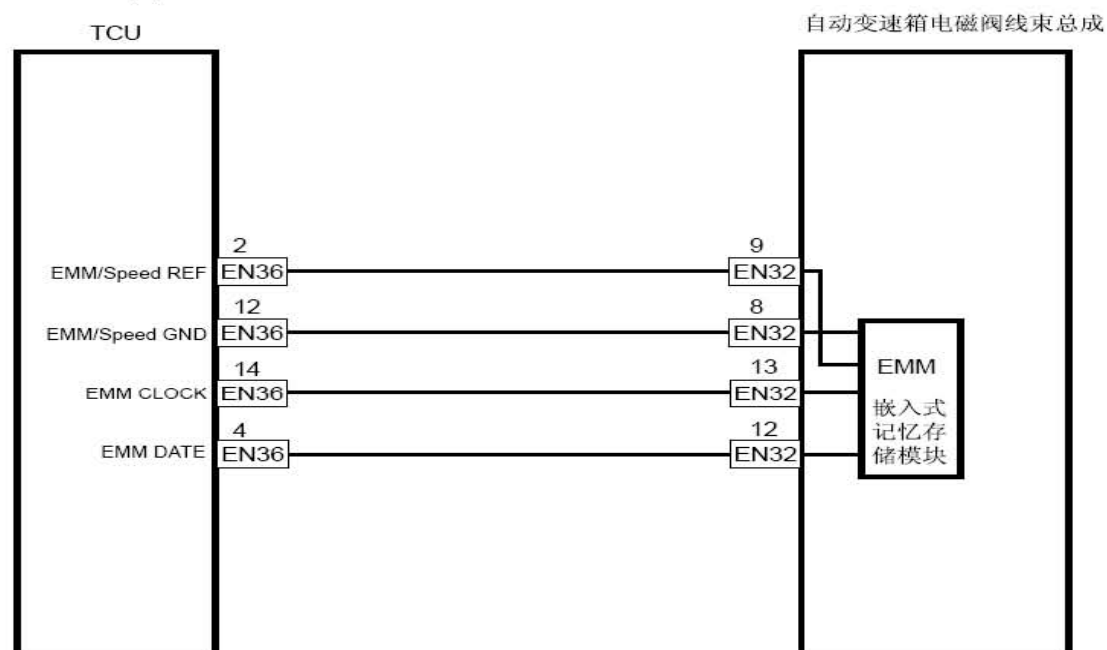 TCU
自动变速箱电磁阀线束总成
2
9
EMM/Speed REF
EN36
EN32
12
8
EMM/Speed GND
EN36
EN32
14
13
EMM
EMM CLOCK
EN36
EN32
嵌入式
记忆存
储模块
4
12
EMM DATE
EN36
EN32